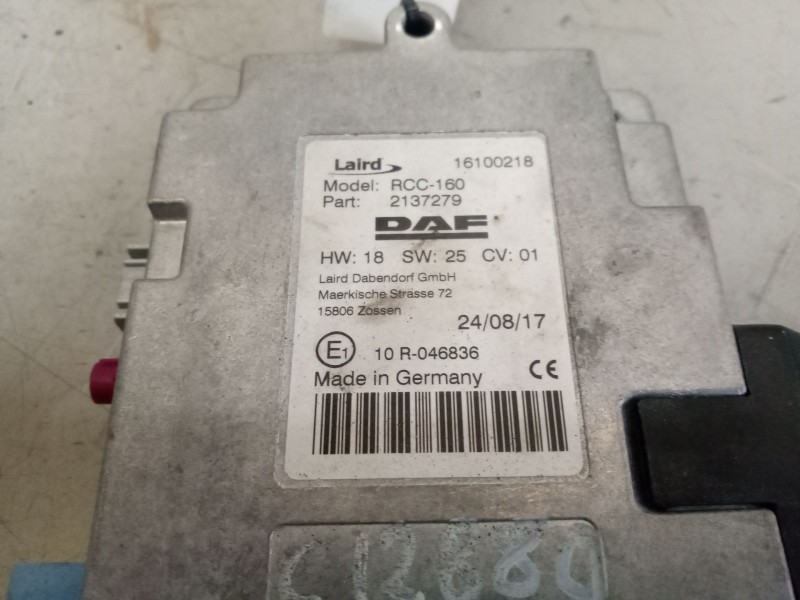 Laird 16100218
Model: RCC-160
Part: 2137279
DAF
HW: 18 SW: 25 CV: 01
Laird Dabendorf GmbH
Maerkische Strasse 72
15806 Zossen
24/08/17
E1 10 R-046836
Made in Germany CE